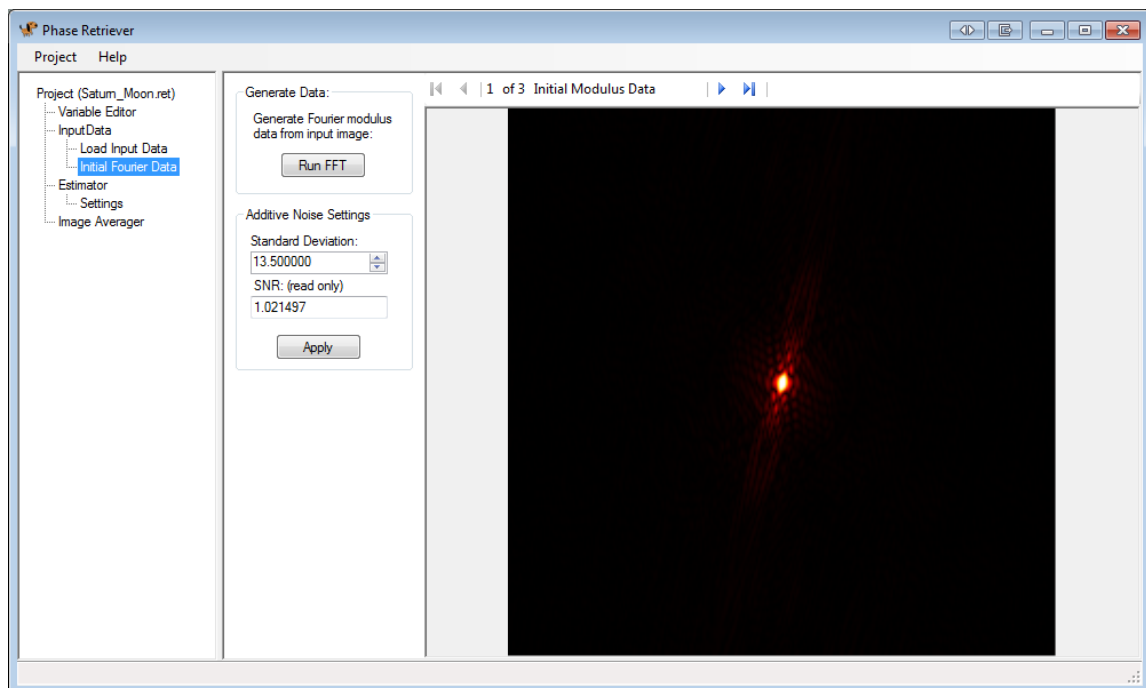 Phase Retriever
Project Help
Project (Saturn_Moon.ret)
Variable Editor
InputData
Load Input Data
Initial Fourier Data
Estimator
Settings
Image Averager
Generate Data:
Generate Fourier modulus
data from input image:
Run FFT
Additive Noise Settings
Standard Deviation:
13.500000
SNR: (read only)
1.021497
Apply
1 of 3 Initial Modulus Data